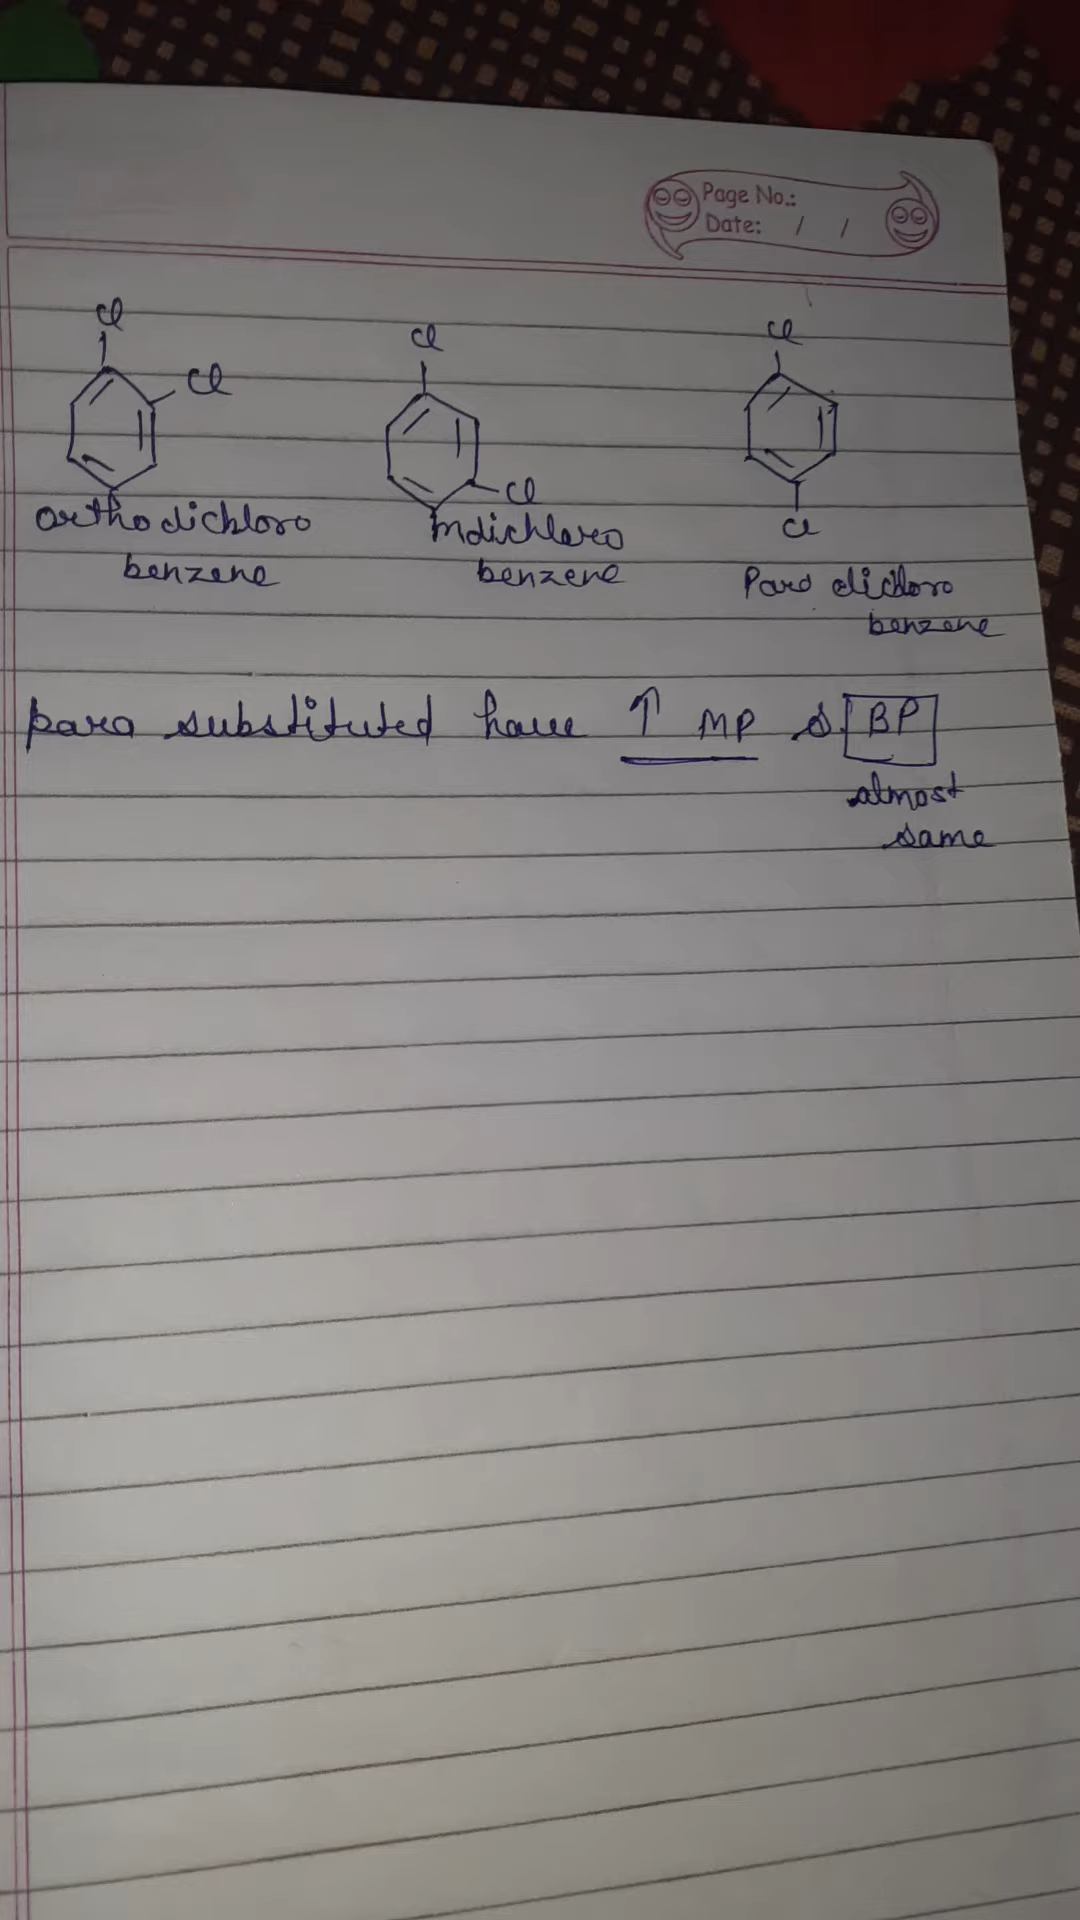 Page No.:
Date: / /
Cl
Cl
Cl
Cl
Cl
Cl
ortho dichloro
benzene
mdichloro
benzene
Para dichloro
benzene
para substituted have ↑ MP & BP
almost
same